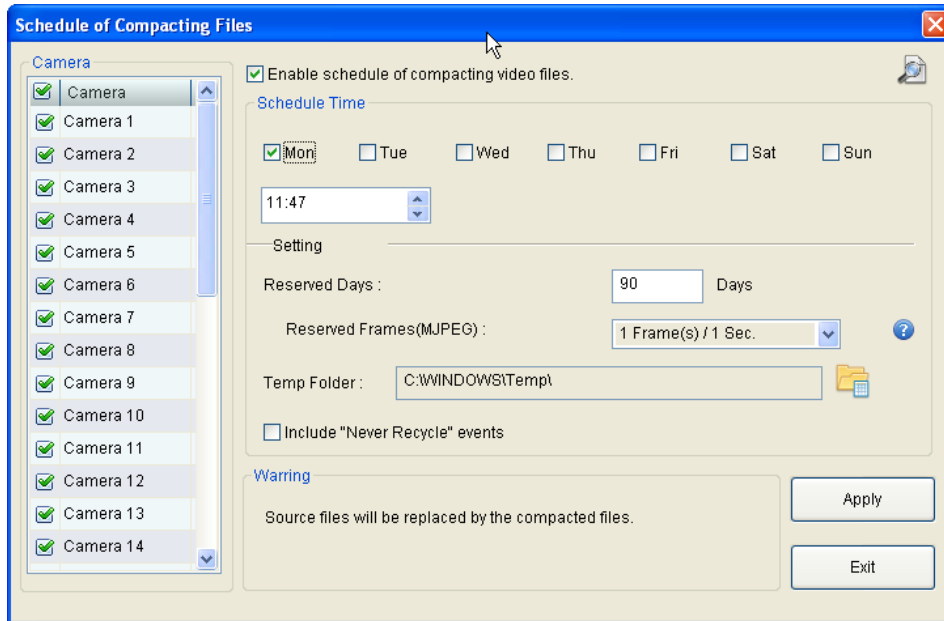 Schedule of Compacting Files
Camera
Camera
Camera 1
Camera 2
Camera 3
Camera 4
Camera 5
Camera 6
Camera 7
Camera 8
Camera 9
Camera 10
Camera 11
Camera 12
Camera 13
Camera 14
Enable schedule of compacting video files.
Schedule Time
Mon Tue Wed Thu Fri Sat Sun
11:47
Setting
Reserved Days : 90 Days
Reserved Frames(MJPEG) : 1 Frame(s) / 1 Sec.
Temp Folder : C:\WINDOWS\Temp\
Include "Never Recycle" events
Warring
Source files will be replaced by the compacted files.
Apply
Exit